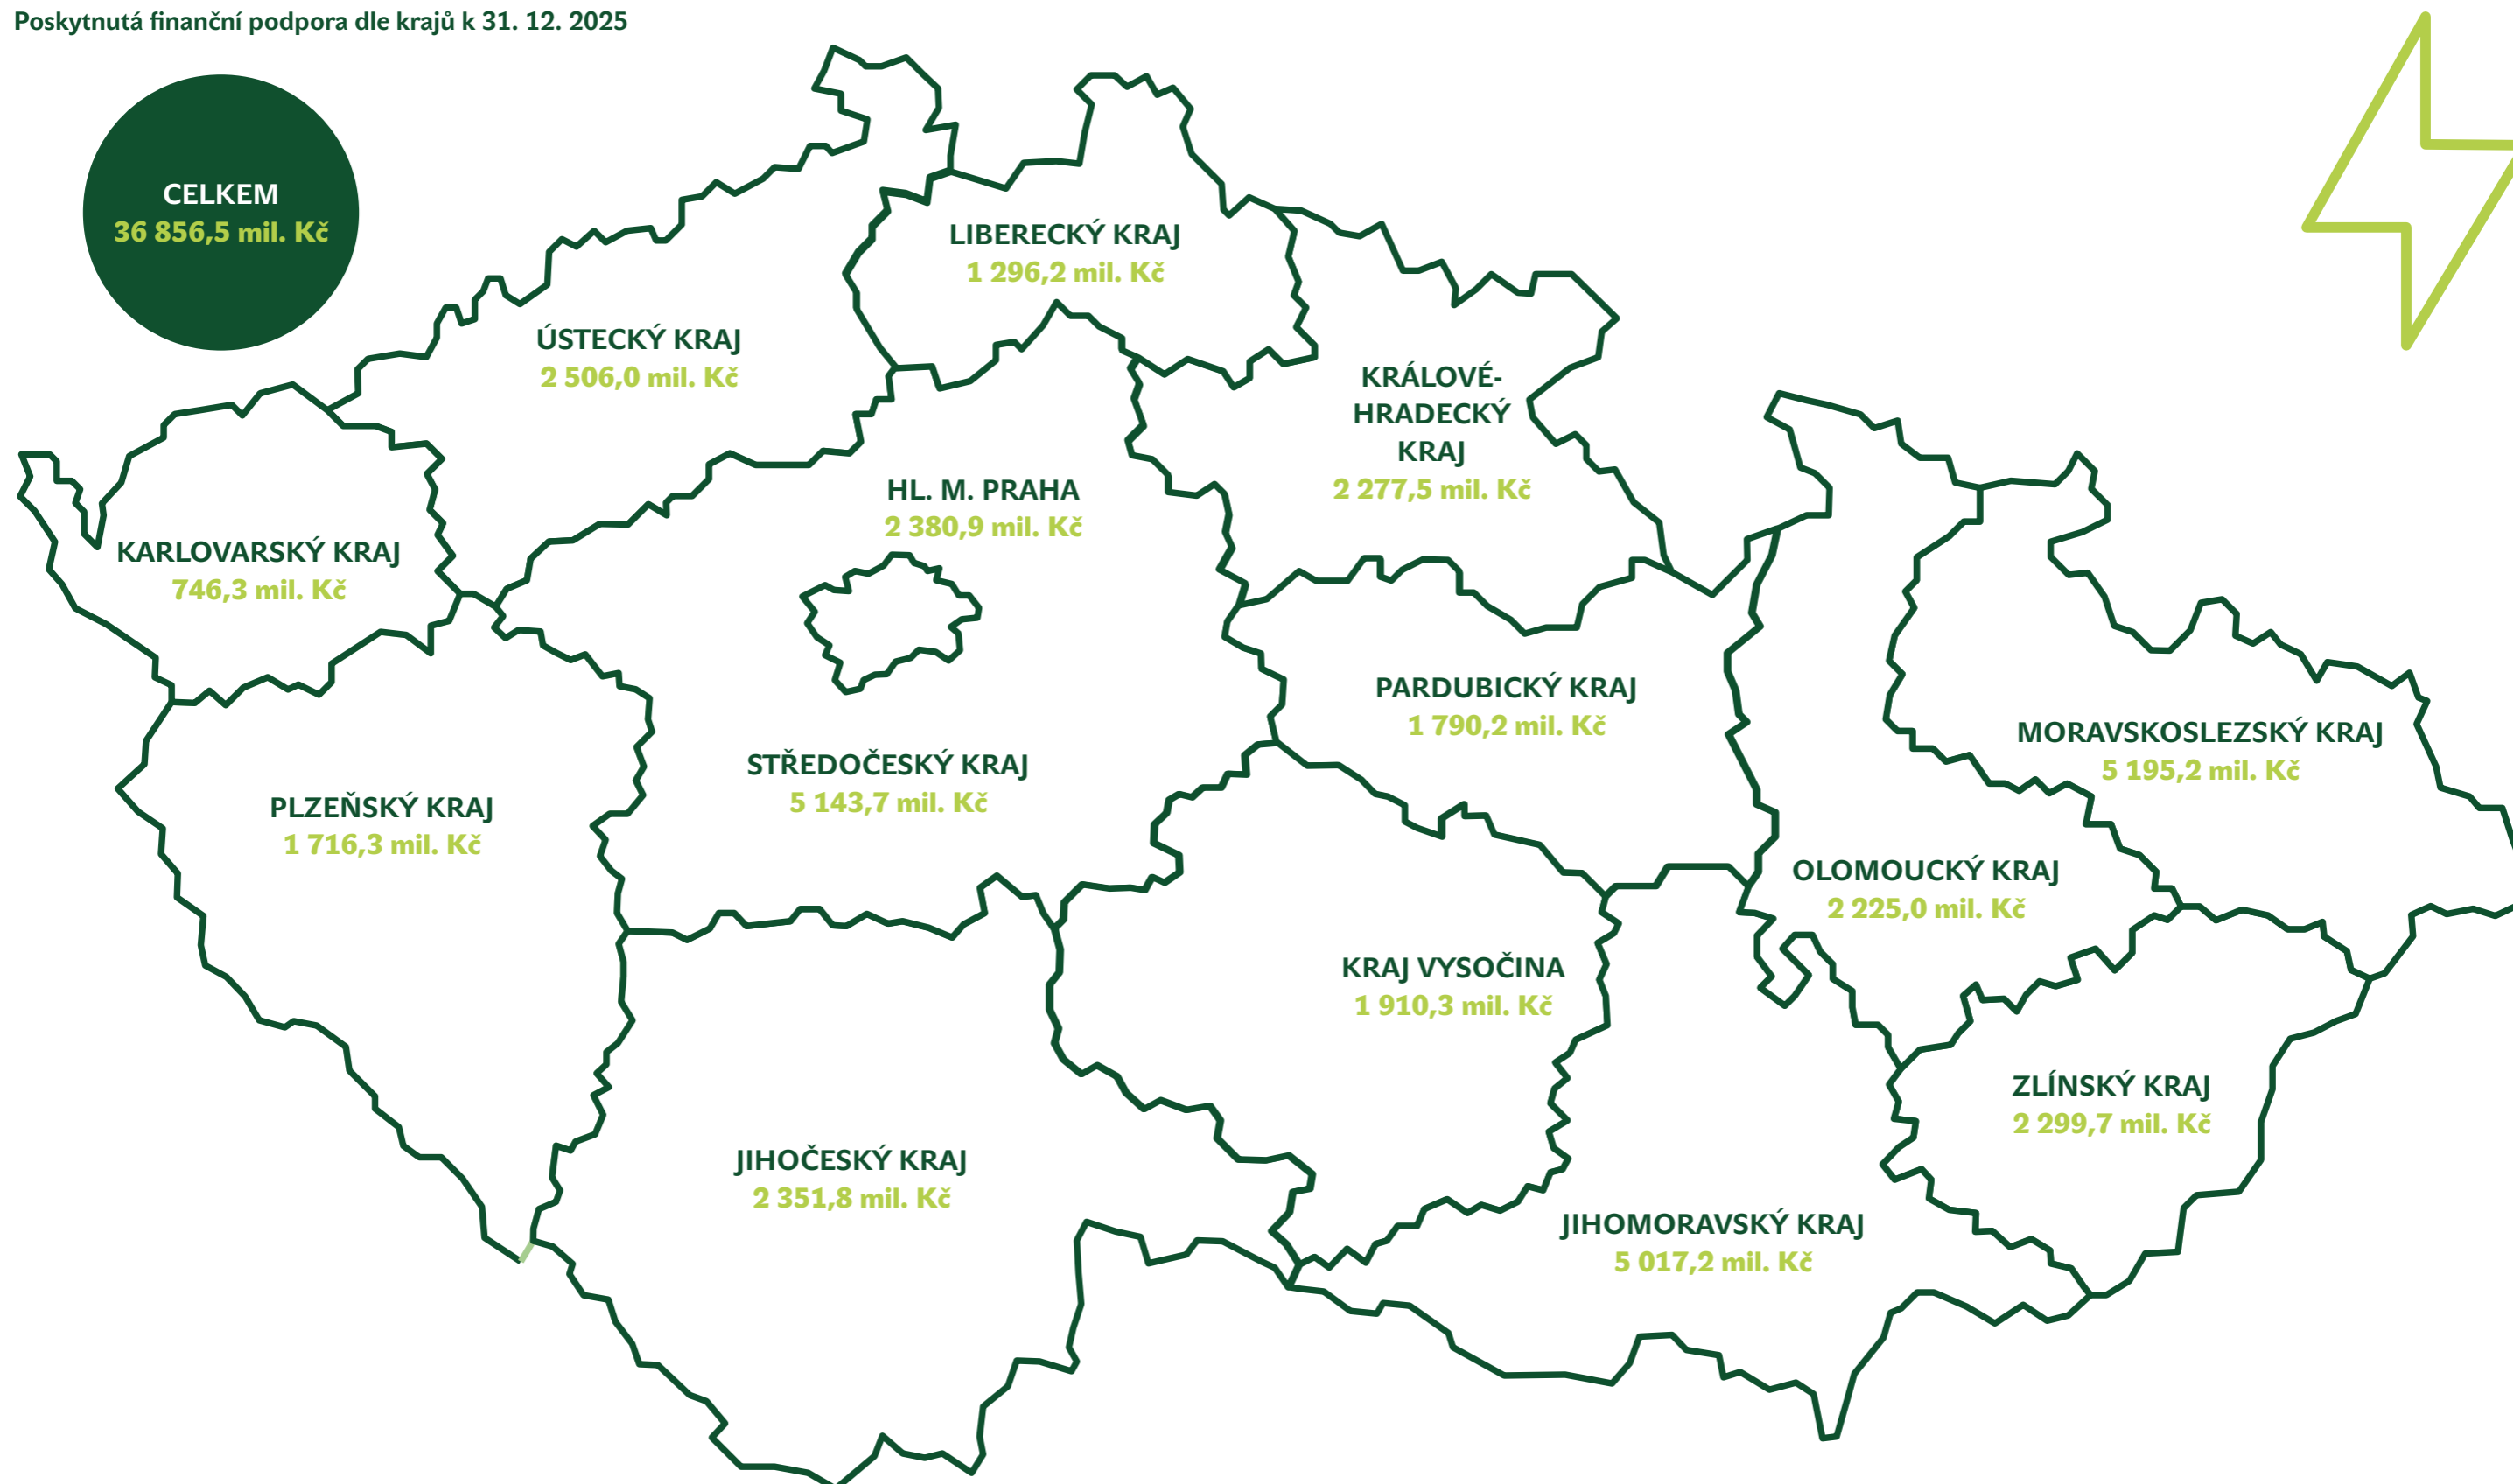 Poskytnutá finanční podpora dle krajů k 31. 12. 2025
CELKEM
36 856,5 mil. Kč
LIBERECKÝ KRAJ
1 296,2 mil. Kč
ÚSTECKÝ KRAJ
2 506,0 mil. Kč
KRÁLOVÉ-
HRADECKÝ
KRAJ
2 277,5 mil. Kč
HL. M. PRAHA
2 380,9 mil. Kč
KARLOVARSKÝ KRAJ
746,3 mil. Kč
PARDUBICKÝ KRAJ
1 790,2 mil. Kč
MORAVSKOSLEZSKÝ KRAJ
5 195,2 mil. Kč
STŘEDOČESKÝ KRAJ
5 143,7 mil. Kč
PLZEŇSKÝ KRAJ
1 716,3 mil. Kč
OLOMOUCKÝ KRAJ
2 225,0 mil. Kč
KRAJ VYSOČINA
1 910,3 mil. Kč
ZLÍNSKÝ KRAJ
2 299,7 mil. Kč
JIHOČESKÝ KRAJ
2 351,8 mil. Kč
JIHOMORAVSKÝ KRAJ
5 017,2 mil. Kč